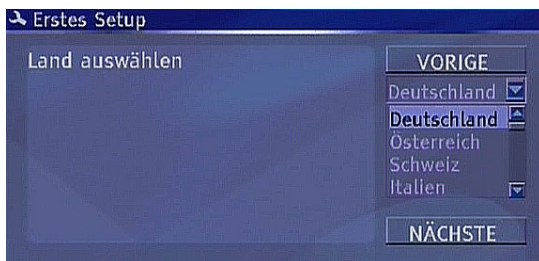 Erstes Setup
Land auswählen
VORIGE
Deutschland
Deutschland
Österreich
Schweiz
Italien
NÄCHSTE